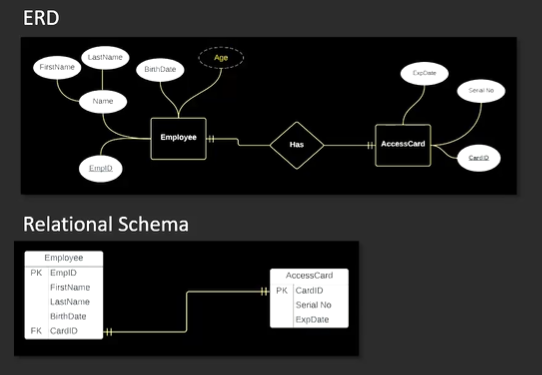 ERD
FirstName
LastName
BirthDate
Age
Name
EmpID
Employee
Has
AccessCard
ExpDate
Serial No
CardID
Relational Schema
Employee
PK EmpID
FirstName
LastName
BirthDate
FK CardID
AccessCard
PK CardID
Serial No
ExpDate